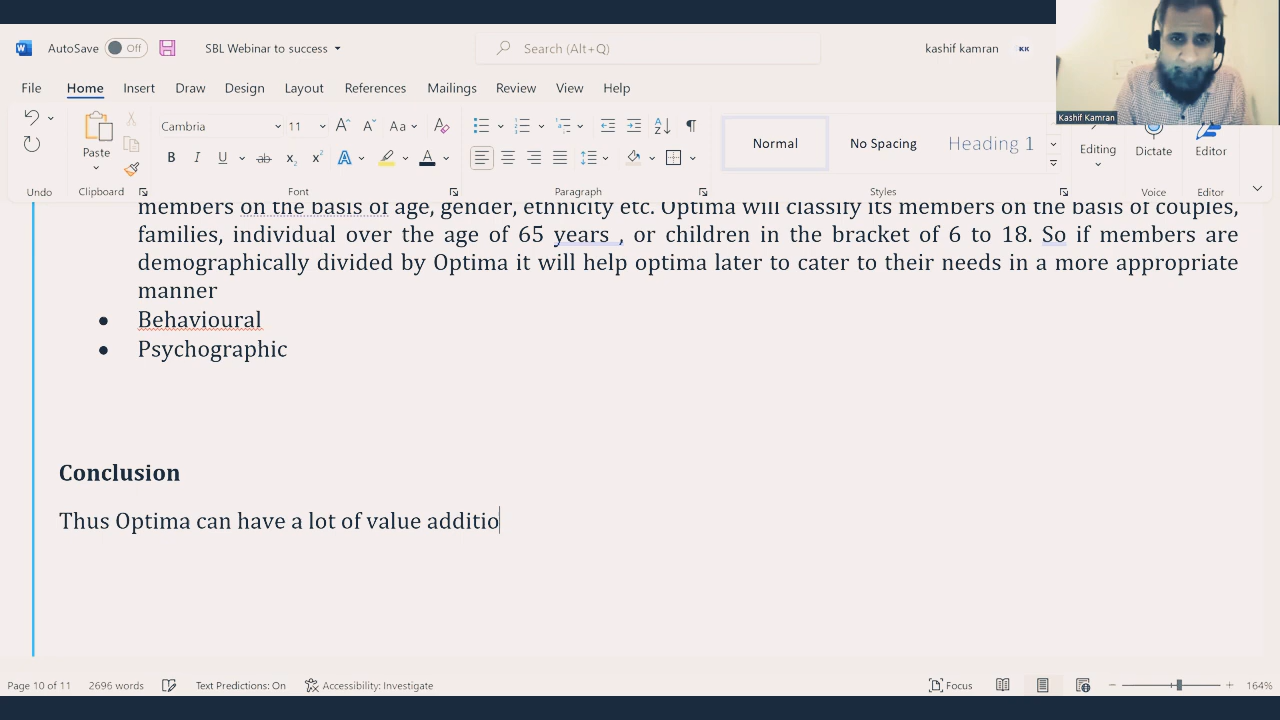 AutoSave Off SBL Webinar to success Search (Alt+Q) kashif kamran KK
File Home Insert Draw Design Layout References Mailings Review View Help
Kashif Kamran
Paste Cambria 11 Aa Normal No Spacing Heading 1 Editing Dictate Editor
Undo Clipboard Font Paragraph Styles Voice Editor
members on the basis of age, gender, ethnicity etc. Optima will classify its members on the basis of couples,
families, individual over the age of 65 years , or children in the bracket of 6 to 18. So if members are
demographically divided by Optima it will help optima later to cater to their needs in a more appropriate
manner
• Behavioural
• Psychographic
Conclusion
Thus Optima can have a lot of value additio
Page 10 of 11 2696 words Text Predictions: On Accessibility: Investigate Focus 164%